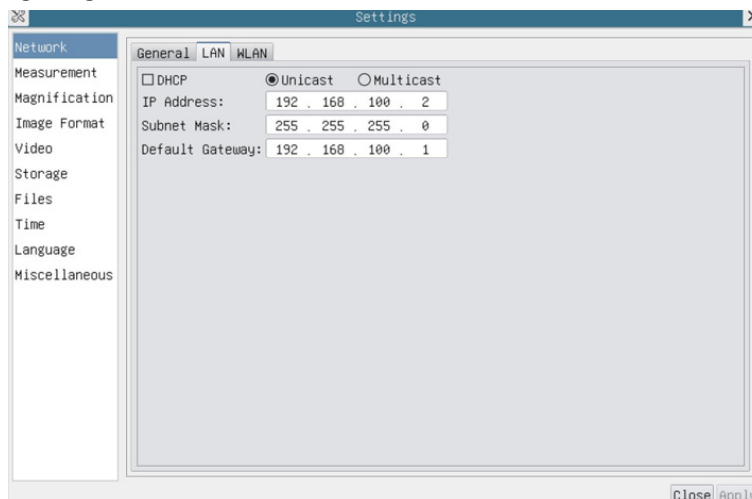 Settings
Network
Measurement
Magnification
Image Format
Video
Storage
Files
Time
Language
Miscellaneous
General LAN WLAN
DHCP Unicast Multicast
IP Address: 192 . 168 . 100 . 2
Subnet Mask: 255 . 255 . 255 . 0
Default Gateway: 192 . 168 . 100 . 1
Close Apply